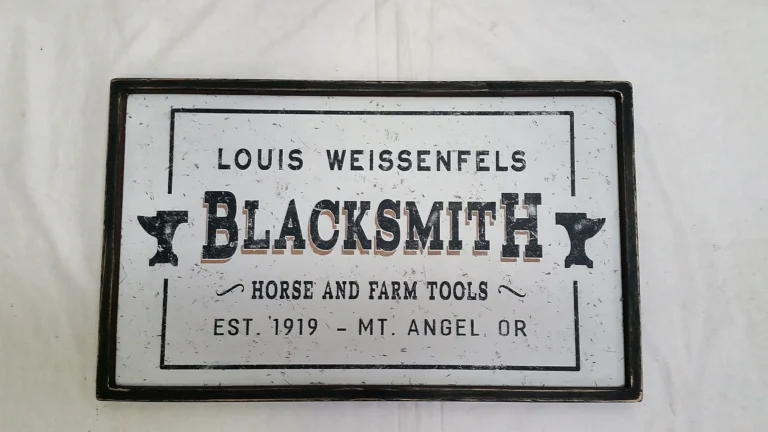 LOUIS WEISSENFELS
BLACKSMITH
~ HORSE AND FARM TOOLS ~
EST. 1919 - MT. ANGEL, OR